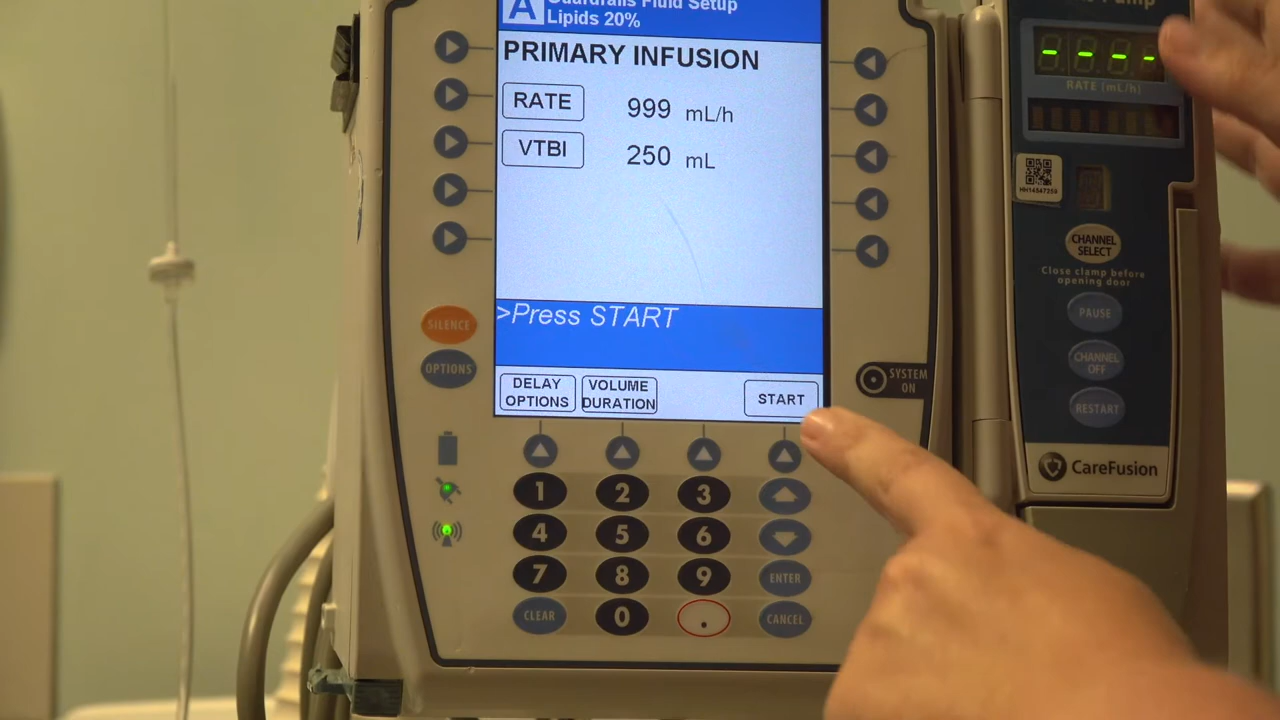 A Guardrails Fluid Setup
Lipids 20%
PRIMARY INFUSION
RATE 999 mL/h
VTBI 250 mL
>Press START
DELAY OPTIONS
VOLUME DURATION
START
SILENCE
OPTIONS
SYSTEM ON
1 2 3
4 5 6
7 8 9 ENTER
CLEAR 0 . CANCEL
Pump
- - - -
RATE (mL/h)
HH14547259
CHANNEL SELECT
Close clamp before
opening door
PAUSE
CHANNEL OFF
RESTART
CareFusion